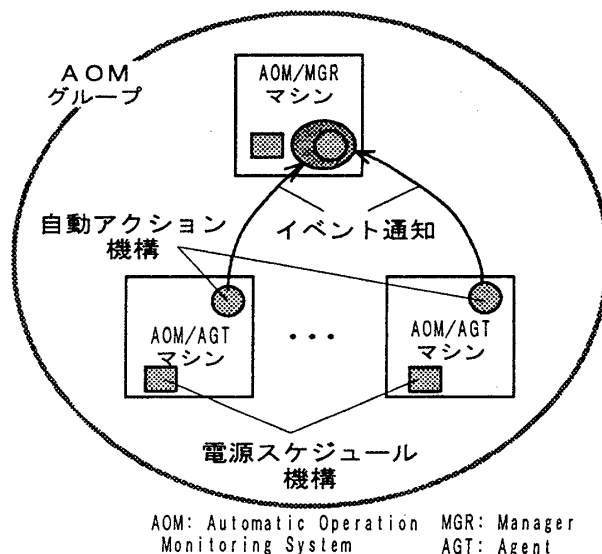 AOM
グループ
AOM/MGR
マシン
自動アクション
機構
イベント通知
AOM/AGT
マシン
・・・
AOM/AGT
マシン
電源スケジュール
機構
AOM: Automatic Operation
Monitoring System
MGR: Manager
AGT: Agent